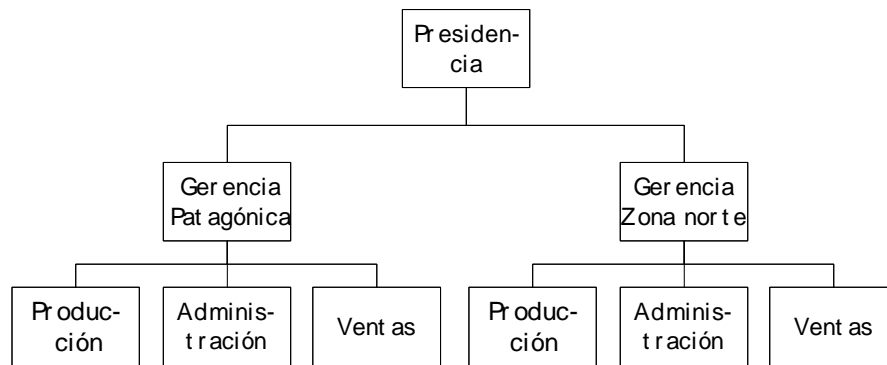 Presiden-
cia
Gerencia
Patagónica
Gerencia
Zona norte
Produc-
ción
Adminis-
tración
Ventas
Produc-
ción
Adminis-
tración
Ventas